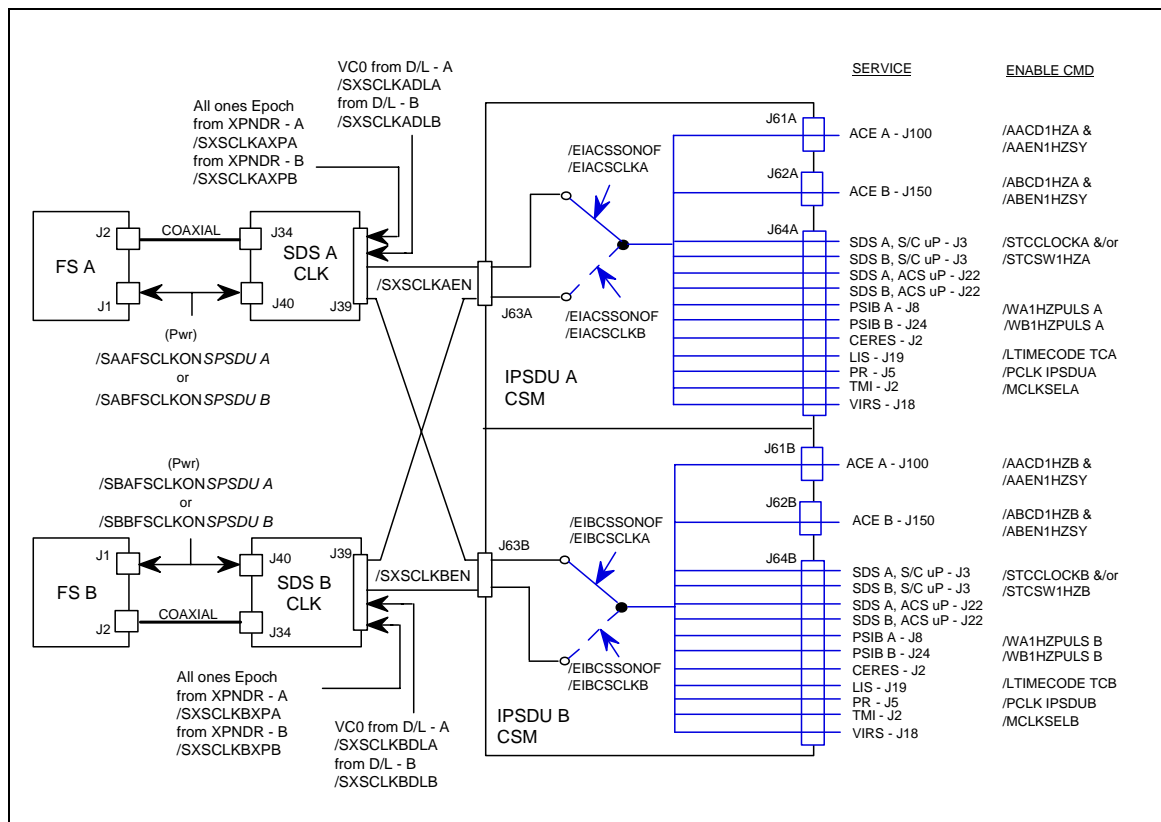 SERVICE
ENABLE CMD
VC0 from D/L - A
/SXSCLKADLA
from D/L - B
/SXSCLKADLB
All ones Epoch
from XPNDR - A
/SXSCLKAXPA
from XPNDR - B
/SXSCLKAXPB
FS A
J2
J1
COAXIAL
J34
SDS A
CLK
J40
J39
(Pwr)
/SAAFSCLKON SPSDU A
or
/SABFSCLKON SPSDU B
/SXSCLKAEN
J63A
/EIACSSONOF
/EIACSCLKA
/EIACSSONOF
/EIACSCLKB
IPSDU A
CSM
J61A
ACE A - J100
/AACD1HZA &
/AAEN1HZSY
J62A
ACE B - J150
/ABCD1HZA &
/ABEN1HZSY
J64A
SDS A, S/C uP - J3
/STCCLOCKA &/or
SDS B, S/C uP - J3
/STCSW1HZA
SDS A, ACS uP - J22
SDS B, ACS uP - J22
PSIB A - J8
/WA1HZPULS A
PSIB B - J24
/WB1HZPULS A
CERES - J2
LIS - J19
/LTIMECODE TCA
PR - J5
/PCLK IPSDUA
TMI - J2
/MCLKSELA
VIRS - J18
(Pwr)
/SBAFSCLKON SPSDU A
or
/SBBFSCLKON SPSDU B
FS B
J1
J2
COAXIAL
J40
SDS B
CLK
J34
J39
/SXSCLKBEN
J63B
/EIBCSSONOF
/EIBCSCLKA
/EIBCSSONOF
/EIBCSCLKB
IPSDU B
CSM
All ones Epoch
from XPNDR - A
/SXSCLKBXPA
from XPNDR - B
/SXSCLKBXPB
VC0 from D/L - A
/SXSCLKBDLA
from D/L - B
/SXSCLKBDLB
J61B
ACE A - J100
/AACD1HZB &
/AAEN1HZSY
J62B
ACE B - J150
/ABCD1HZB &
/ABEN1HZSY
J64B
SDS A, S/C uP - J3
/STCCLOCKB &/or
SDS B, S/C uP - J3
/STCSW1HZB
SDS A, ACS uP - J22
SDS B, ACS uP - J22
PSIB A - J8
/WA1HZPULS B
PSIB B - J24
/WB1HZPULS B
CERES - J2
LIS - J19
/LTIMECODE TCB
PR - J5
/PCLK IPSDUB
TMI - J2
/MCLKSELB
VIRS - J18